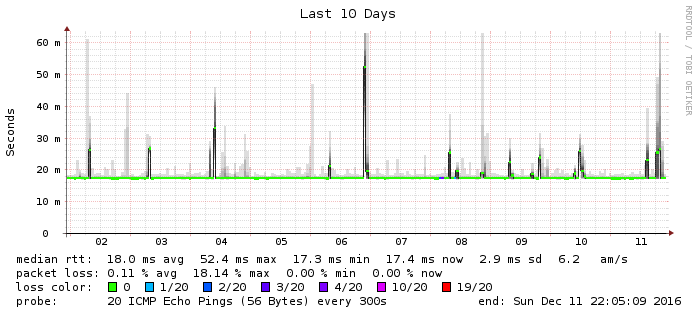 Last 10 Days
RRDTOOL / TOBI OETIKER
Seconds
60 m
50 m
40 m
30 m
20 m
10 m
0
02 03 04 05 06 07 08 09 10 11
median rtt: 18.0 ms avg 52.4 ms max 17.3 ms min 17.4 ms now 2.9 ms sd 6.2 am/s
packet loss: 0.11 % avg 18.14 % max 0.00 % min 0.00 % now
loss color: 0 1/20 2/20 3/20 4/20 10/20 19/20
probe: 20 ICMP Echo Pings (56 Bytes) every 300s end: Sun Dec 11 22:05:09 2016